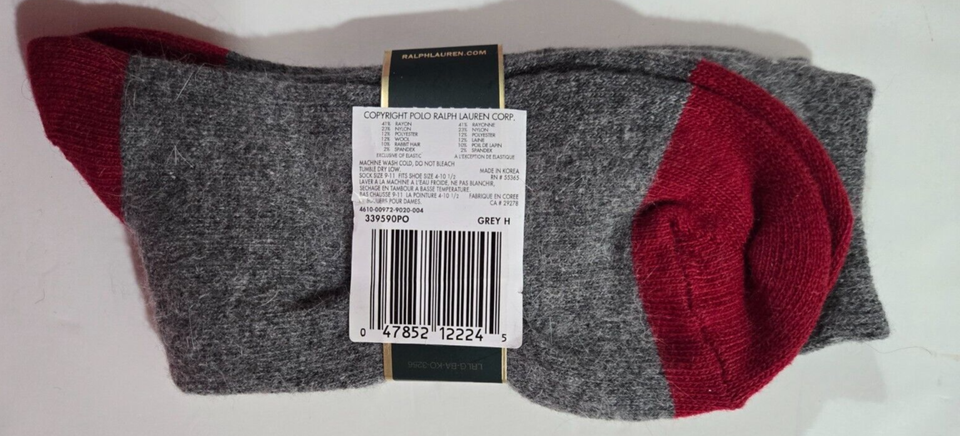 RALPHLAUREN.COM
COPYRIGHT POLO RALPH LAUREN CORP.
41% RAYON 41% RAYONNE
23% NYLON 23% NYLON
12% POLYESTER 12% POLYESTER
12% WOOL 12% LAINE
10% RABBIT HAIR 10% POIL DE LAPIN
2% SPANDEX 2% SPANDEX
EXCLUSIVE OF ELASTIC A L'EXCEPTION DE ELASTIQUE
MACHINE WASH COLD, DO NOT BLEACH
TUMBLE DRY LOW. MADE IN KOREA
SOCK SIZE 9-11 FITS SHOE SIZE 4-10 1/2 RN # 55365
LAVER A LA MACHINE A L'EAU FROIDE, NE PAS BLANCHIR,
SECHAGE EN TAMBOUR A BASSE TEMPERATURE
BAS CHAUSSE 9-11 LA POINTURE 4-10 1/2 FABRIQUE EN COREE
POUR DAMES. CA # 29278
4610-00972-9020-004
339590PO GREY H
0 47852 12224 5